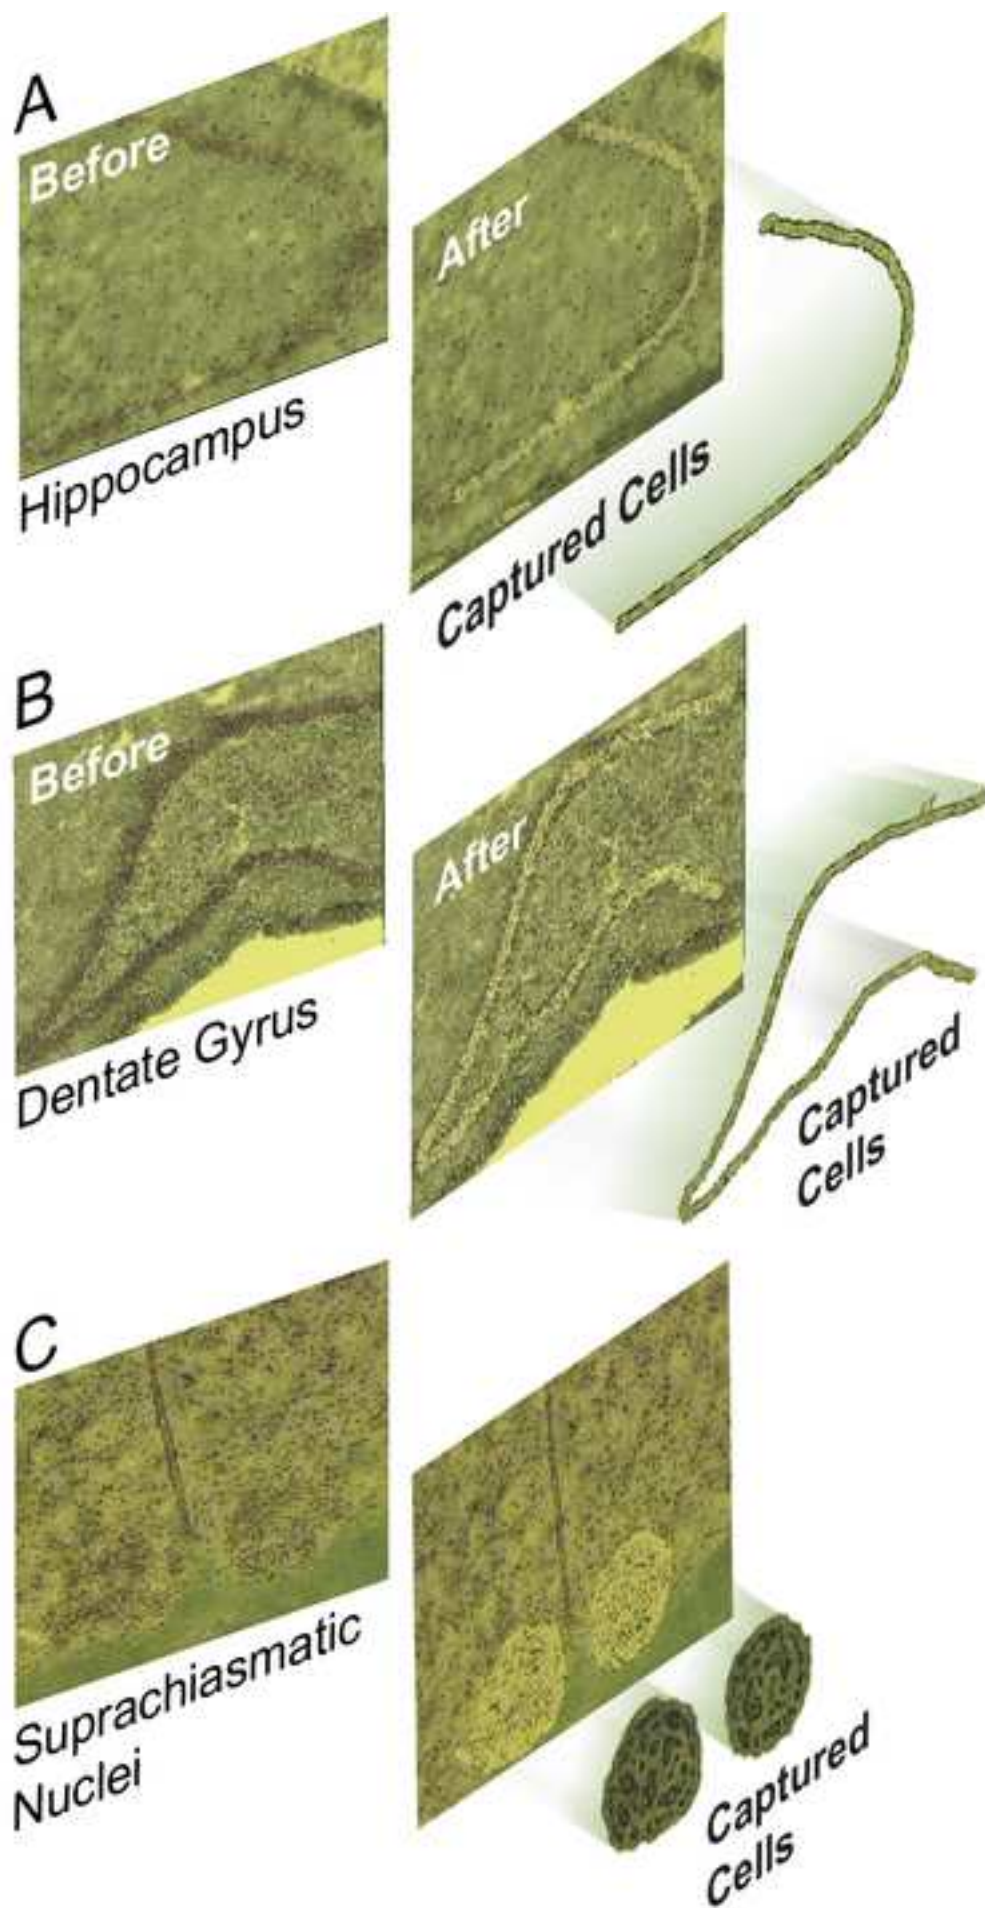 A
Before
After
Hippocampus
Captured Cells
B
Before
After
Dentate Gyrus
Captured
Cells
C
Suprachiasmatic
Nuclei
Captured
Cells